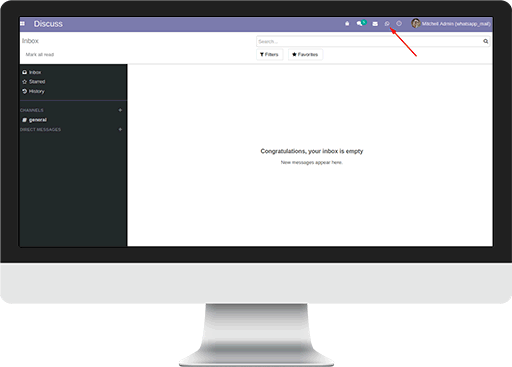 Discuss
Mitchell Admin (whatsapp_mail)
Inbox
Search...
Mark all read
Filters
Favorites
Inbox
Starred
History
CHANNELS
general
DIRECT MESSAGES
Congratulations, your inbox is empty
New messages appear here.